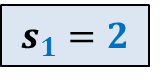 s₁ = 2